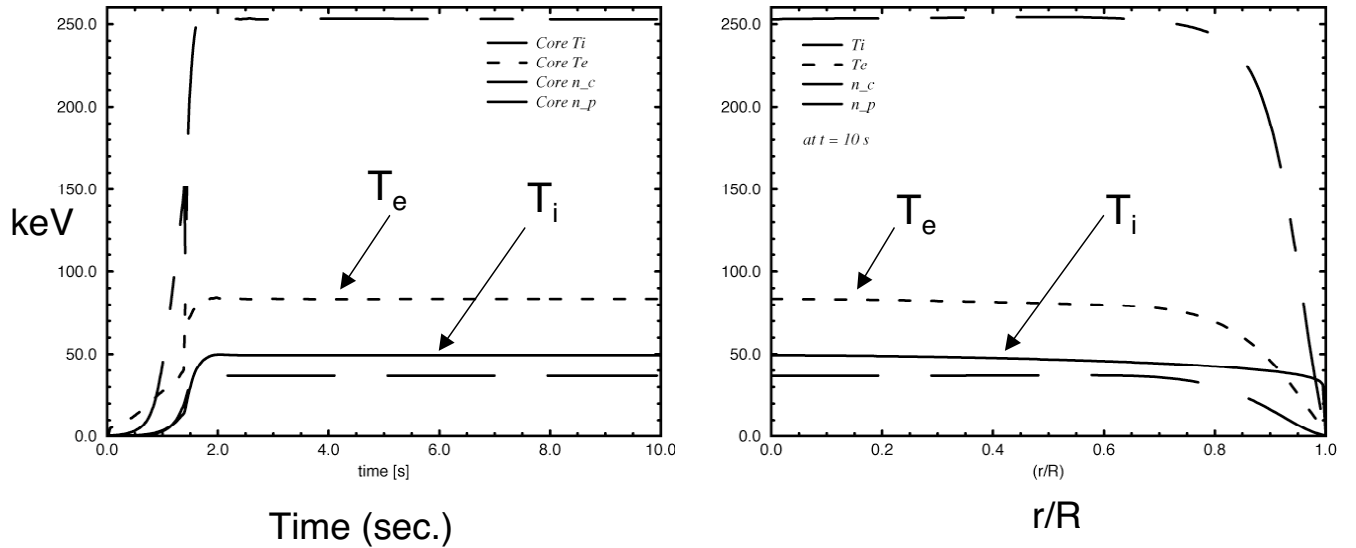 250.0
200.0
150.0
100.0
50.0
0.0
keV
Core Ti
Core Te
Core n_c
Core n_p
Te
Ti
0.0 2.0 4.0 6.0 8.0 10.0
time [s]
Time (sec.)
250.0
200.0
150.0
100.0
50.0
0.0
Ti
Te
n_c
n_p
at t = 10 s
Te
Ti
0.0 0.2 0.4 0.6 0.8 1.0
(r/R)
r/R